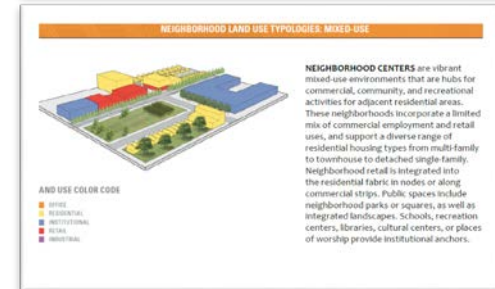 NEIGHBORHOOD LAND USE TYPOLOGIES: MIXED-USE
NEIGHBORHOOD CENTERS are vibrant
mixed-use environments that are hubs for
commercial, community, and recreational
activities for adjacent residential areas.
These neighborhoods incorporate a limited
mix of commercial employment and retail
uses, and support a diverse range of
residential housing types from multi-family
to townhouse to detached single-family.
Neighborhood retail is integrated into
the residential fabric in nodes or along
commercial strips. Public spaces include
neighborhood parks or squares, as well as
integrated landscapes. Schools, recreation
centers, libraries, cultural centers, or places
of worship provide institutional anchors.
AND USE COLOR CODE
OFFICE
RESIDENTIAL
INSTITUTIONAL
RETAIL
INDUSTRIAL